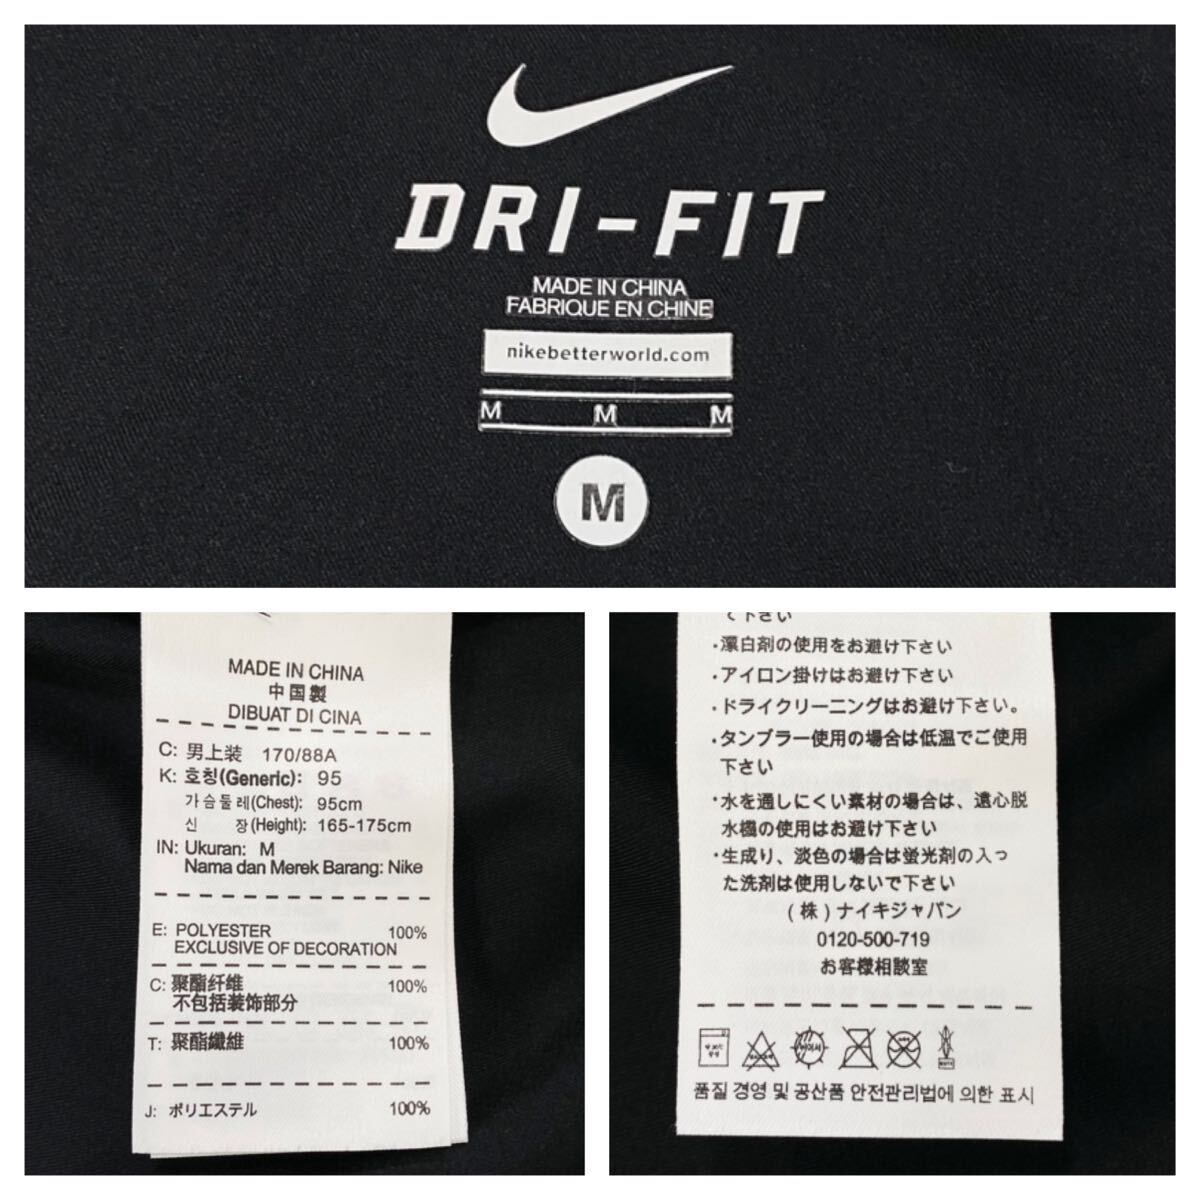 DRI-FIT
MADE IN CHINA
FABRIQUE EN CHINE
nikebetterworld.com
M M M
M
MADE IN CHINA
中国製
DIBUAT DI CINA
C: 男上装 170/88A
K: 호칭(Generic): 95
가슴둘레(Chest): 95cm
신 장(Height): 165-175cm
IN: Ukuran: M
Nama dan Merek Barang: Nike
E: POLYESTER 100%
EXCLUSIVE OF DECORATION
C: 聚酯纤维 100%
不包括装饰部分
T: 聚酯纖維 100%
J: ポリエステル 100%
て下さい
・漂白剤の使用をお避け下さい
・アイロン掛けはお避け下さい
・ドライクリーニングはお避け下さい。
・タンブラー使用の場合は低温でご使用
下さい
・水を通しにくい素材の場合は、遠心脱
水機の使用はお避け下さい
・生成り、淡色の場合は蛍光剤の入っ
た洗剤は使用しないで下さい
(株)ナイキジャパン
0120-500-719
お客様相談室
품질 경영 및 공산품 안전관리법에 의한 표시